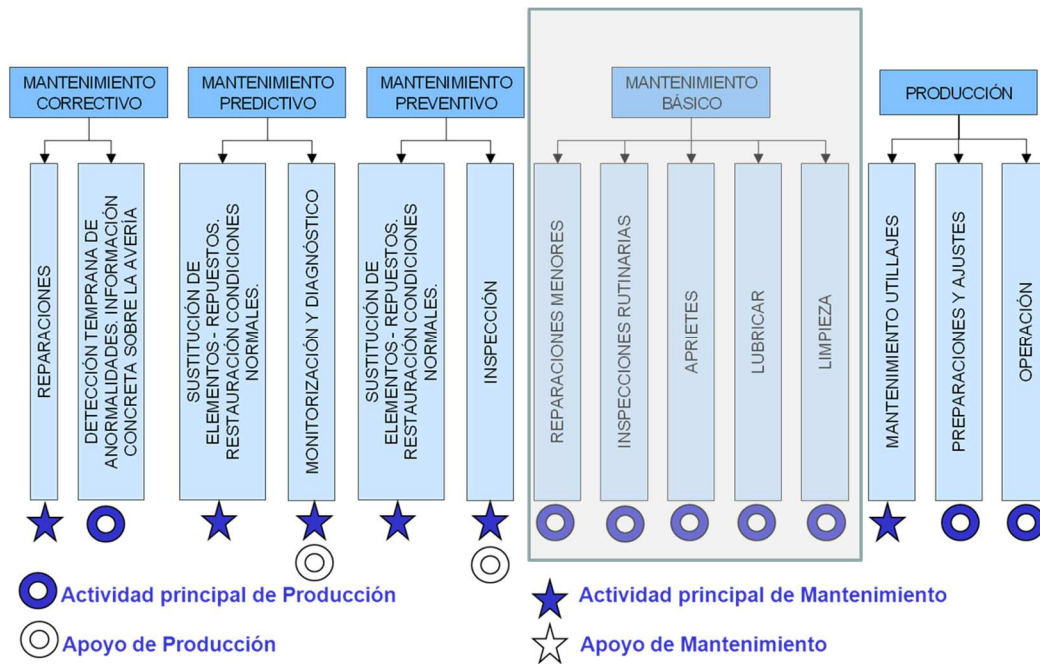 MANTENIMIENTO
CORRECTIVO
MANTENIMIENTO
PREDICTIVO
MANTENIMIENTO
PREVENTIVO
MANTENIMIENTO
BÁSICO
PRODUCCIÓN
REPARACIONES
DETECCIÓN TEMPRANA DE
ANORMALIDADES. INFORMACIÓN
CONCRETA SOBRE LA AVERÍA
SUSTITUCIÓN DE
ELEMENTOS - REPUESTOS.
RESTAURACIÓN CONDICIONES
NORMALES.
MONITORIZACIÓN Y DIAGNÓSTICO
SUSTITUCIÓN DE
ELEMENTOS - REPUESTOS.
RESTAURACIÓN CONDICIONES
NORMALES.
INSPECCIÓN
REPARACIONES MENORES
INSPECCIONES RUTINARIAS
APRIETES
LUBRICAR
LIMPIEZA
MANTENIMIENTO UTILLAJES
PREPARACIONES Y AJUSTES
OPERACIÓN
Actividad principal de Producción
Actividad principal de Mantenimiento
Apoyo de Producción
Apoyo de Mantenimiento